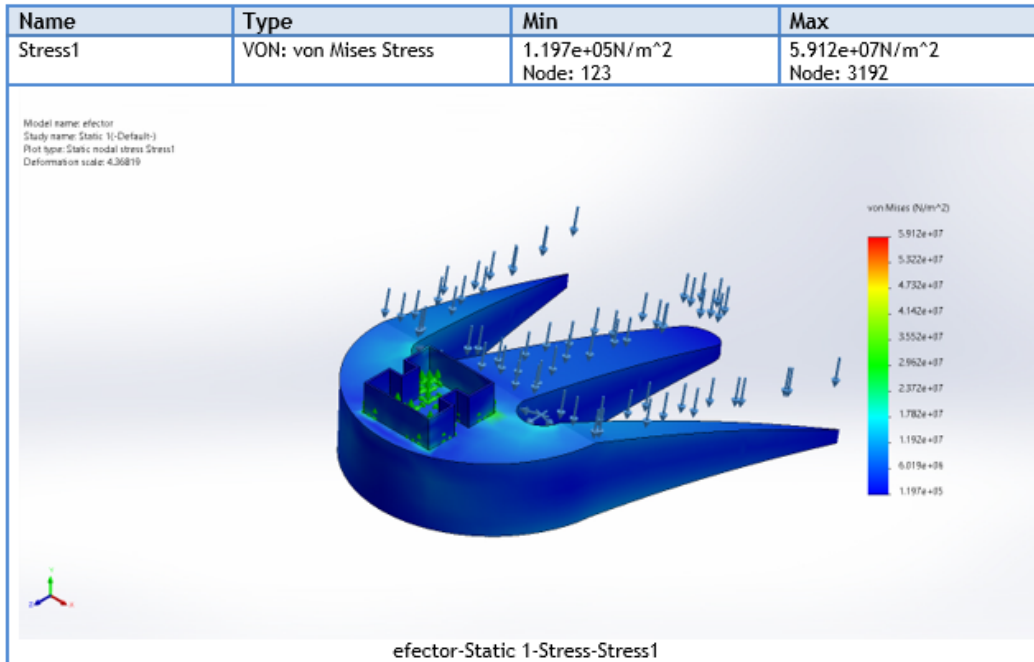 Name Type Min Max
Stress1 VON: von Mises Stress 1.197e+05N/m^2 5.912e+07N/m^2
Node: 123 Node: 3192
Model name: efector
Study name: Static 1(-Default-)
Plot type: Static nodal stress Stress1
Deformation scale: 4.36819
von Mises (N/m^2)
5.912e+07
5.322e+07
4.732e+07
4.142e+07
3.552e+07
2.962e+07
2.372e+07
1.782e+07
1.192e+07
6.019e+06
1.197e+05
Y
Z X
efector-Static 1-Stress-Stress1